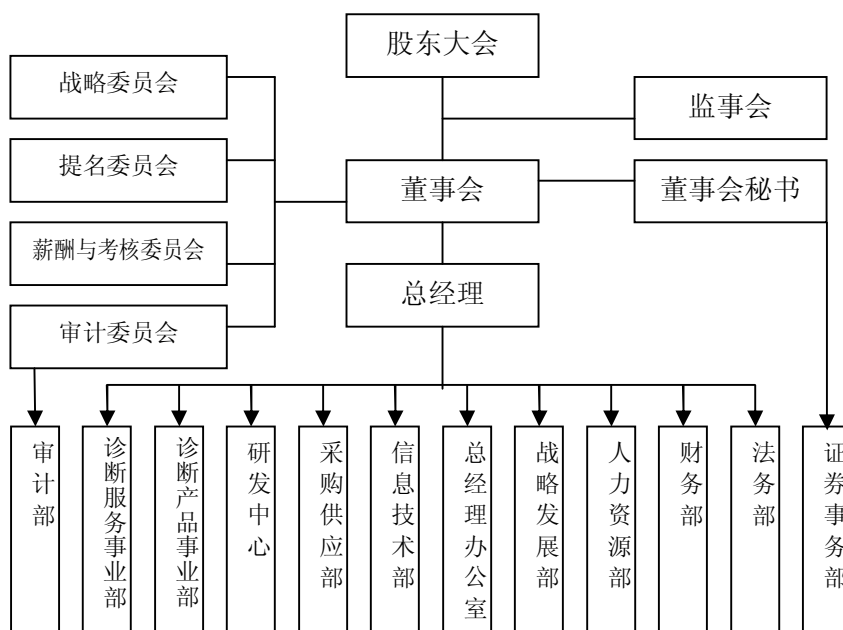 股东大会
战略委员会
监事会
提名委员会
董事会
董事会秘书
薪酬与考核委员会
总经理
审计委员会
审计部
诊断服务事业部
诊断产品事业部
研发中心
采购供应部
信息技术部
总经理办公室
战略发展部
人力资源部
财务部
法务部
证券事务部